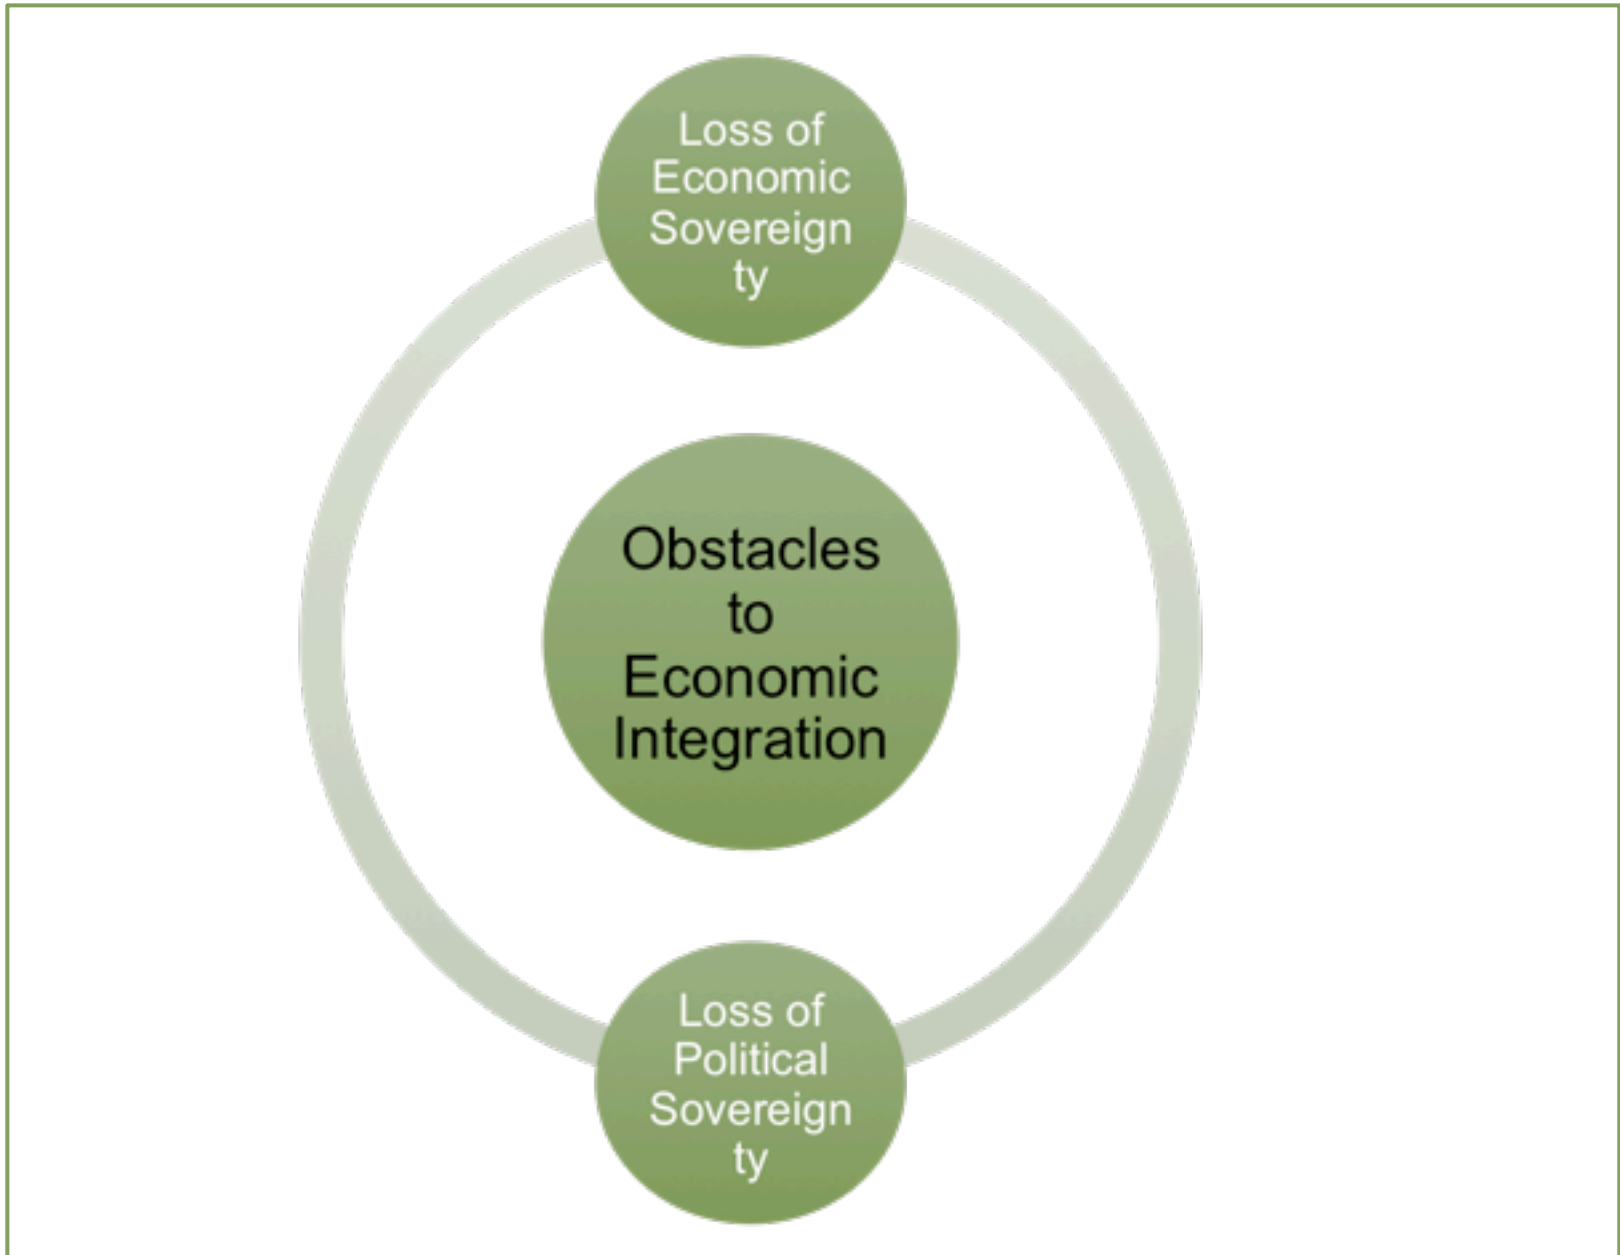 Loss of
Economic
Sovereign
ty
Obstacles
to
Economic
Integration
Loss of
Political
Sovereign
ty